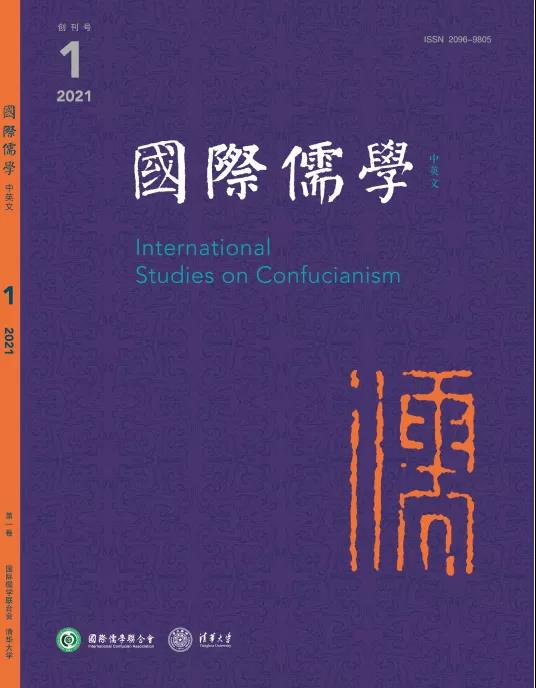 创刊号
1
2021
ISSN 2096-9805
國際儒學
中英文
International
Studies on Confucianism
儒
國際儒學聯合會
International Confucian Association
清華大學
Tsinghua University
國際儒學
中英文
1
2021
第一卷
国际儒学联合会 清华大学